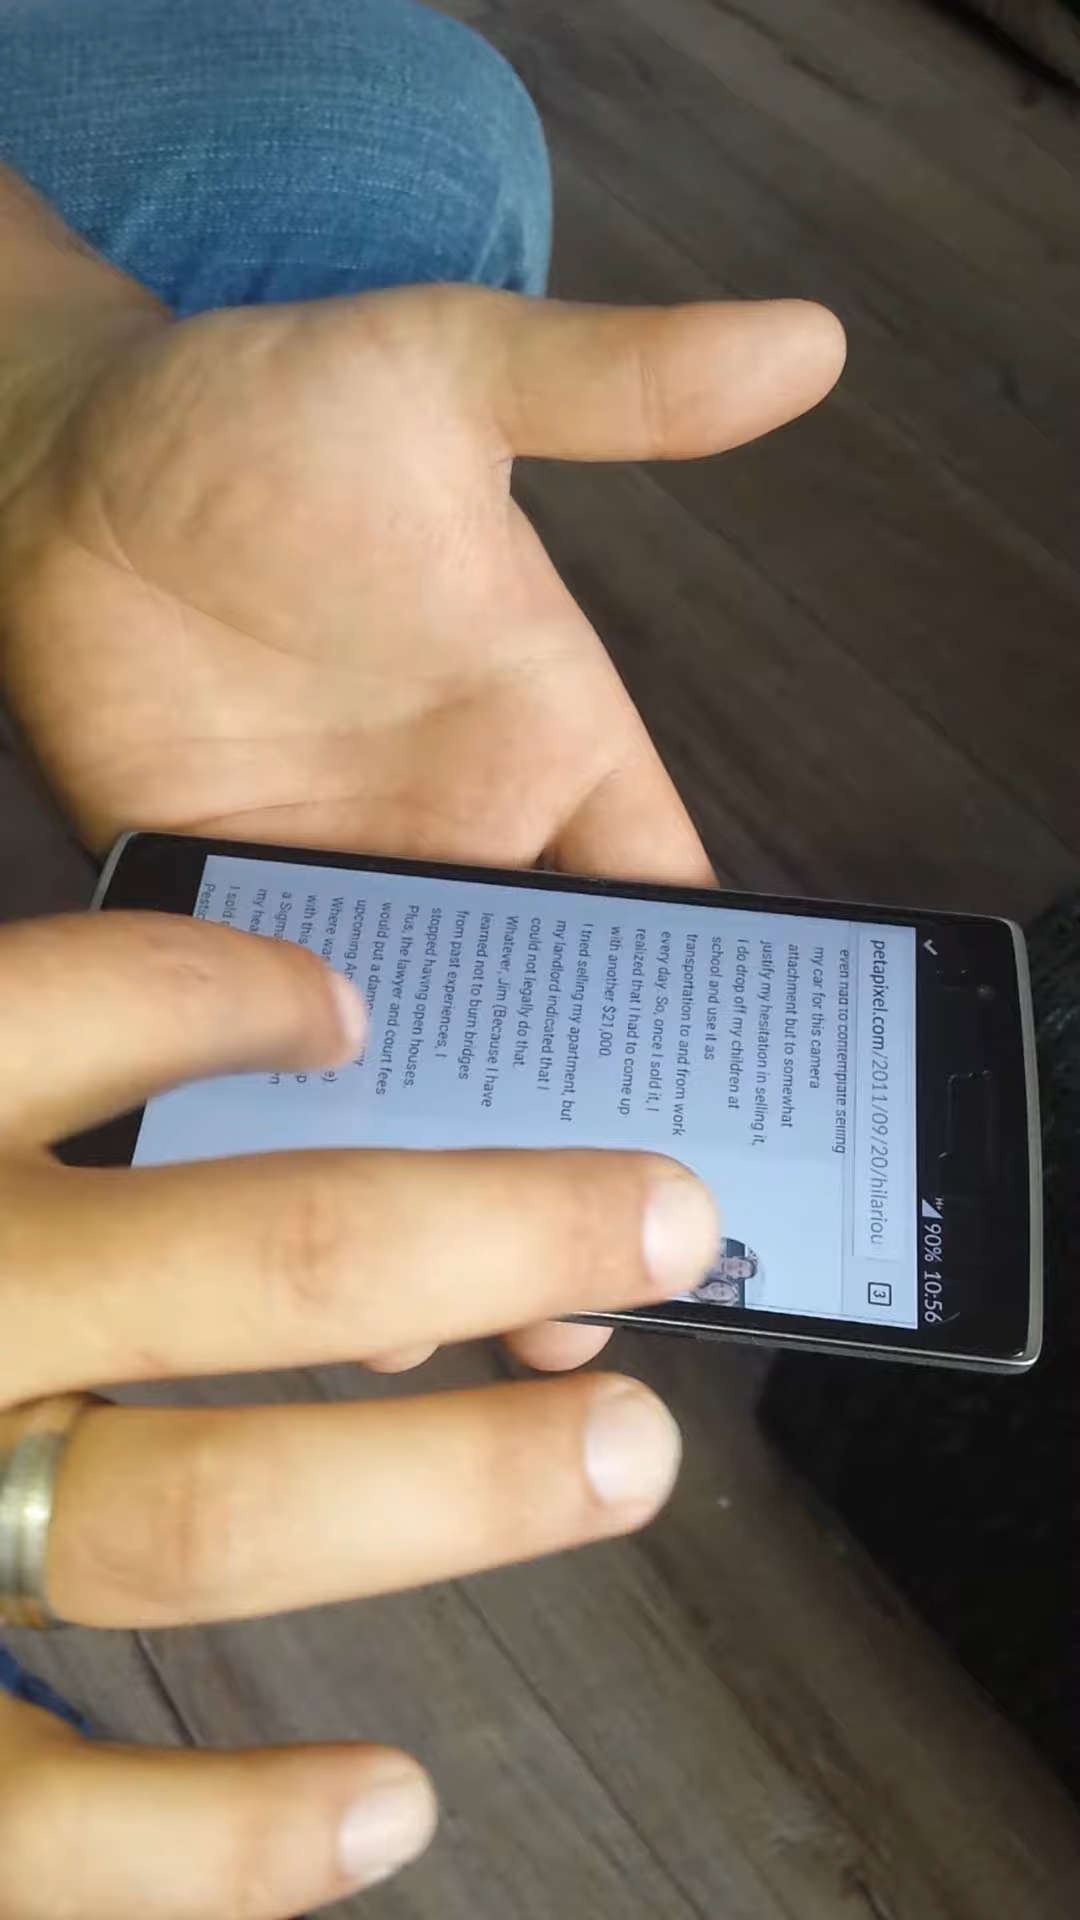 90% 10:56
petapixel.com/2011/09/20/hilariou
3
even had to contemplate selling
my car for this camera
attachment but to somewhat
justify my hesitation in selling it,
I do drop off my children at
school and use it as
transportation to and from work
every day. So, once I sold it, I
realized that I had to come up
with another $21,000.
I tried selling my apartment, but
my landlord indicated that I
could not legally do that.
Whatever, Jim (Because I have
learned not to burn bridges
from past experiences, I
stopped having open houses.
Plus, the lawyer and court fees
would put a damp
upcoming
Where was
with this
a Sigma
my hea
I sold